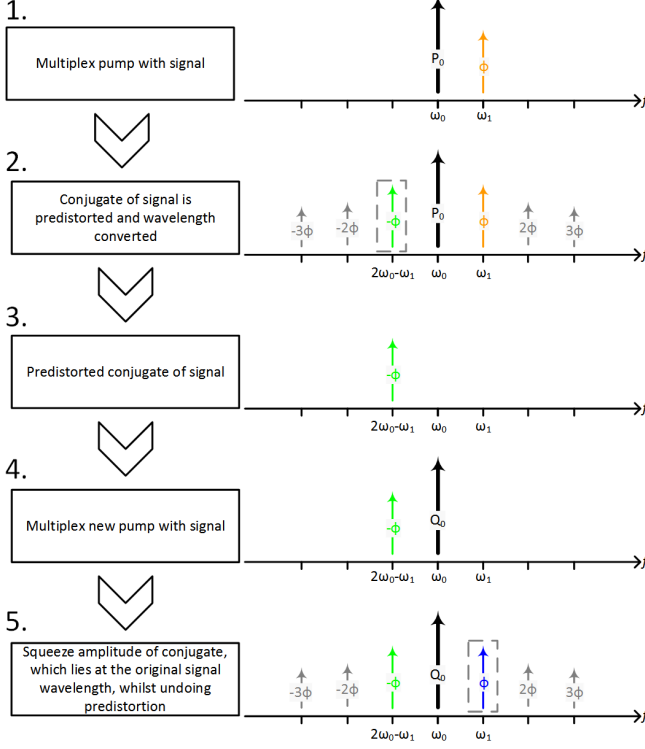 1.
Multiplex pump with signal
P₀
ϕ
ω₀
ω₁
f
2.
Conjugate of signal is
predistorted and wavelength
converted
-3ϕ
-2ϕ
-ϕ
P₀
ϕ
2ϕ
3ϕ
2ω₀-ω₁
ω₀
ω₁
f
3.
Predistorted conjugate of signal
-ϕ
2ω₀-ω₁
ω₀
ω₁
f
4.
Multiplex new pump with signal
-ϕ
Q₀
2ω₀-ω₁
ω₀
ω₁
f
5.
Squeeze amplitude of conjugate,
which lies at the original signal
wavelength, whilst undoing
predistortion
-3ϕ
-2ϕ
-ϕ
Q₀
ϕ
2ϕ
3ϕ
2ω₀-ω₁
ω₀
ω₁
f